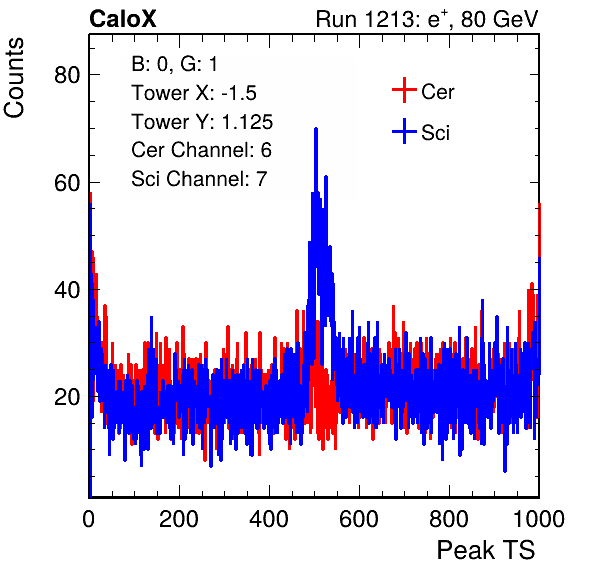 CaloX Run 1213: e⁺, 80 GeV
Counts
B: 0, G: 1
Tower X: -1.5
Tower Y: 1.125
Cer Channel: 6
Sci Channel: 7
Cer
Sci
80
60
40
20
0 200 400 600 800 1000
Peak TS